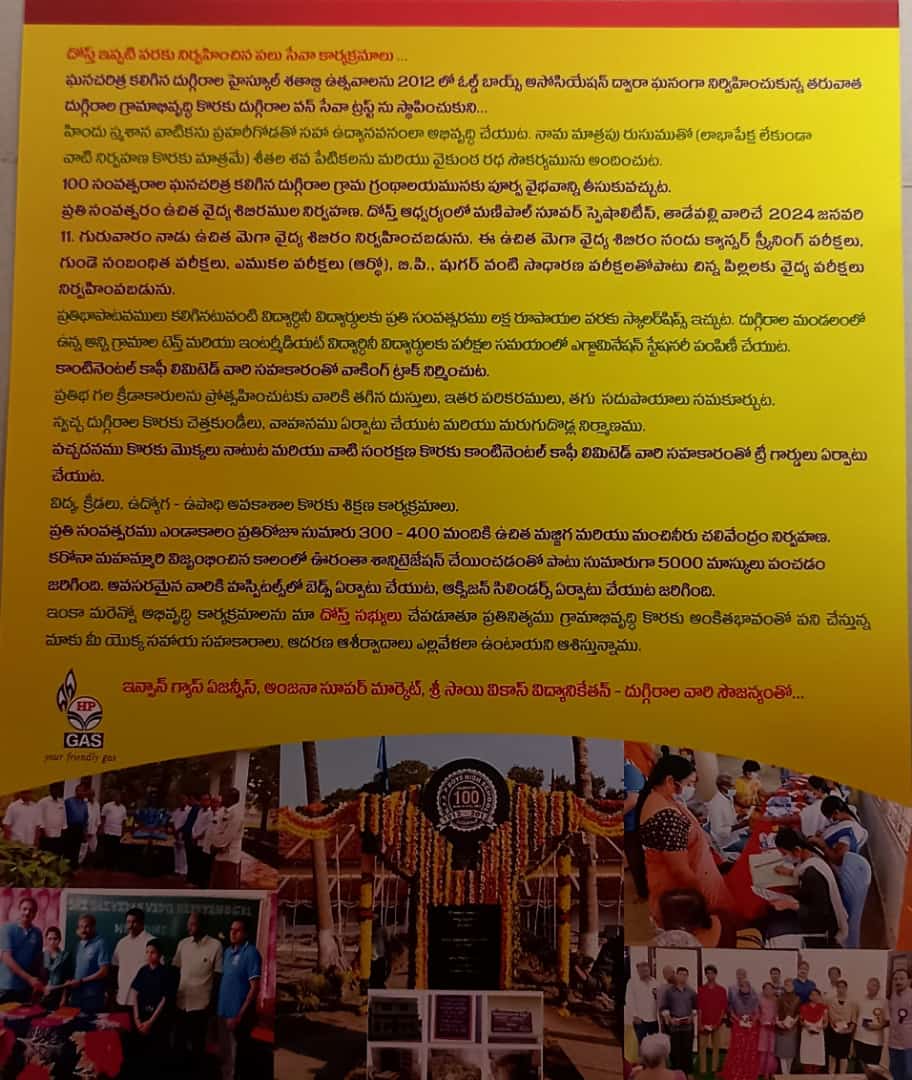 దోస్త్ ఇప్పటి వరకు నిర్వహించిన పలు సేవా కార్యక్రమాలు ...
ఘనచరిత్ర కలిగిన దుగ్గిరాల హైస్కూల్ శతాబ్ది ఉత్సవాలను 2012 లో ఓల్డ్ బాయ్స్ అసోసియేషన్ ద్వారా ఘనంగా నిర్విహించుకున్న తరువాత
దుగ్గిరాల గ్రామాభివృద్ధి కొరకు దుగ్గిరాల వన్ సేవా ట్రస్ట్ ను స్థాపించుకుని...
హిందు స్మశాన వాటికను ప్రహరీగోడతో సహా ఉద్యానవనంలా అభివృద్ధి చేయుట. నామ మాత్రపు రుసుముతో (లాభాపేక్ష లేకుండా
వాటి నిర్వహణ కొరకు మాత్రమే) శీతల శవ పేటికలను మరియు వైకుంఠ రథ సౌకర్యమును అందించుట.
100 సంవత్సరాల ఘనచరిత్ర కలిగిన దుగ్గిరాల గ్రామ గ్రంథాలయమునకు పూర్వ వైభవాన్ని తీసుకువచ్చుట.
ప్రతి సంవత్సరం ఉచిత వైద్య శిబిరముల నిర్వహణ. దోస్త్ ఆధ్వర్యంలో మణిపాల్ సూపర్ స్పెషాలిటీస్, తాడేపల్లి వారిచే 2024 జనవరి
11. గురువారం నాడు ఉచిత మెగా వైద్య శిబిరం నిర్వహించబడును. ఈ ఉచిత మెగా వైద్య శిబిరం నందు క్యాన్సర్ స్క్రీనింగ్ పరీక్షలు,
గుండె సంబంధిత పరీక్షలు, ఎముకల పరీక్షలు (ఆర్థో), బి.పి., షుగర్ వంటి సాధారణ పరీక్షలతోపాటు చిన్న పిల్లలకు వైద్య పరీక్షలు
నిర్వహింపబడును.
ప్రతిభాపాటవములు కలిగినటువంటి విద్యార్థినీ విద్యార్థులకు ప్రతి సంవత్సరము లక్ష రూపాయల వరకు స్కాలర్‌షిప్స్ ఇచ్చుట. దుగ్గిరాల మండలంలో
ఉన్న అన్ని గ్రామాల టెన్త్ మరియు ఇంటర్మీడియట్ విద్యార్థినీ విద్యార్థులకు పరీక్షల సమయంలో ఎగ్జామినేషన్ స్టేషనరీ పంపిణీ చేయుట.
కాంటినెంటల్ కాఫీ లిమిటెడ్ వారి సహకారంతో వాకింగ్ ట్రాక్ నిర్మించుట.
ప్రతిభ గల క్రీడాకారులను ప్రోత్సహించుటకు వారికి తగిన దుస్తులు, ఇతర పరికరములు, తగు సదుపాయాలు సమకూర్చుట.
స్వచ్ఛ దుగ్గిరాల కొరకు చెత్తకుండీలు, వాహనము ఏర్పాటు చేయుట మరియు మరుగుదొడ్ల నిర్మాణము.
పచ్చదనము కొరకు మొక్కలు నాటుట మరియు వాటి సంరక్షణ కొరకు కాంటినెంటల్ కాఫీ లిమిటెడ్ వారి సహకారంతో ట్రీ గార్డులు ఏర్పాటు
చేయుట.
విద్య, క్రీడలు, ఉద్యోగ - ఉపాధి అవకాశాల కొరకు శిక్షణ కార్యక్రమాలు.
ప్రతి సంవత్సరము ఎండాకాలం ప్రతిరోజూ సుమారు 300 - 400 మందికి ఉచిత మజ్జిగ మరియు మంచినీరు చలివేంద్రం నిర్వహణ.
కరోనా మహమ్మారి విజృంభించిన కాలంలో ఊరంతా శానిటైజేషన్ చేయించడంతో పాటు సుమారుగా 5000 మాస్కులు పంచడం
జరిగింది. అవసరమైన వారికి హాస్పిటల్స్‌లో బెడ్స్ ఏర్పాటు చేయుట, ఆక్సిజన్ సిలిండర్స్ ఏర్పాటు చేయుట జరిగింది.
ఇంకా మరెన్నో అభివృద్ధి కార్యక్రమాలను మా దోస్త్ సభ్యులు చేపడుతూ ప్రతినిత్యము గ్రామాభివృద్ధి కొరకు అంకితభావంతో పని చేస్తున్న
మాకు మీ యొక్క సహాయ సహకారాలు, ఆదరణ ఆశీర్వాదాలు ఎల్లవేళలా ఉంటాయని ఆశిస్తున్నాము.
ఇన్సాన్ గ్యాస్ ఏజన్సీస్, అంజనా సూపర్ మార్కెట్, శ్రీ సాయి వికాస్ విద్యానికేతన్ - దుగ్గిరాల వారి సౌజన్యంతో...
HP
GAS
your friendly gas
100